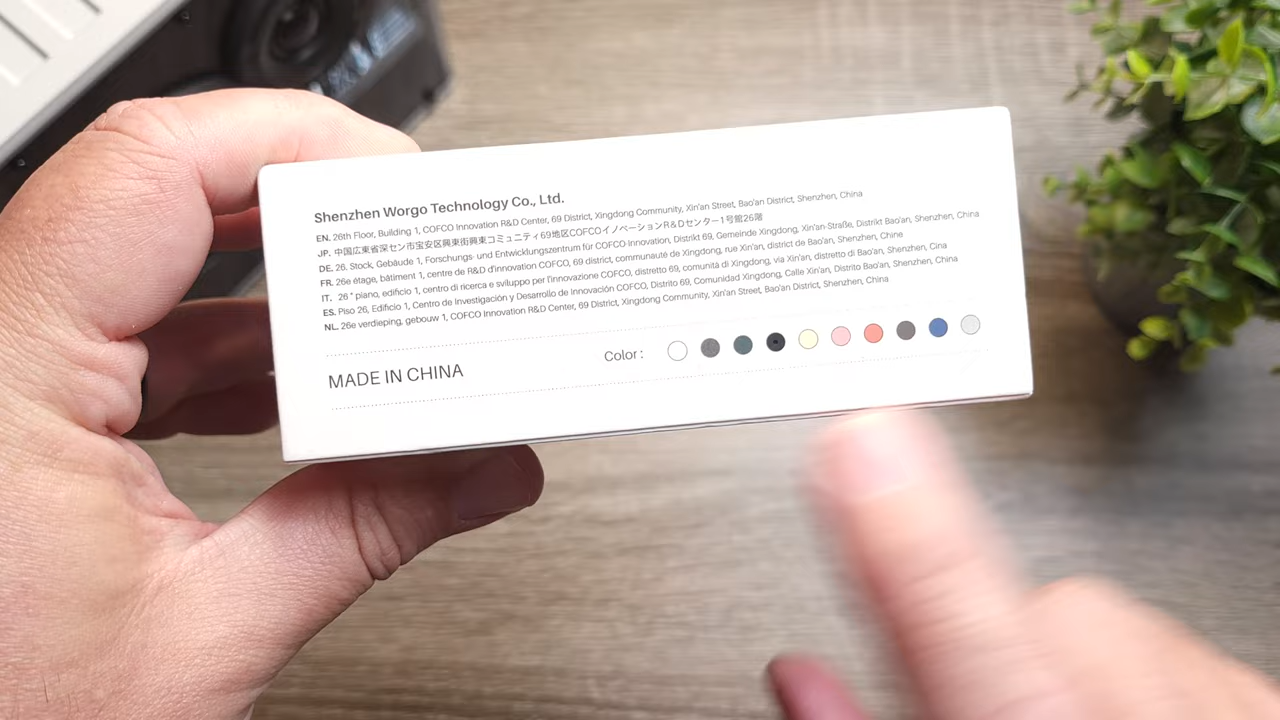 Shenzhen Worgo Technology Co., Ltd.
EN. 26th Floor, Building 1, COFCO Innovation R&D Center, 69 District, Xingdong Community, Xin'an Street, Bao'an District, Shenzhen, China
JP. 中国広東省深セン市宝安区興東街興東コミュニティ69地区COFCOイノベーションR&Dセンター1号館26階
DE. 26. Stock, Gebäude 1, Forschungs- und Entwicklungszentrum für COFCO Innovation, Distrikt 69, Gemeinde Xingdong, Xin'an-Straße, Distrikt Bao'an, Shenzhen, China
FR. 26e étage, bâtiment 1, centre de R&D d'innovation COFCO, 69 district, communauté de Xingdong, rue Xin'an, district de Bao'an, Shenzhen, Chine
IT. 26° piano, edificio 1, centro di ricerca e sviluppo per l'innovazione COFCO, distretto 69, comunità di Xingdong, via Xin'an, distretto di Bao'an, Shenzhen, Cina
ES. Piso 26, Edificio 1, Centro de Investigación y Desarrollo de Innovación COFCO, Distrito 69, Comunidad Xingdong, Calle Xin'an, Distrito Bao'an, Shenzhen, China
NL. 26e verdieping, gebouw 1, COFCO Innovation R&D Center, 69 District, Xingdong Community, Xin'an Street, Bao'an District, Shenzhen, China
Color:
MADE IN CHINA